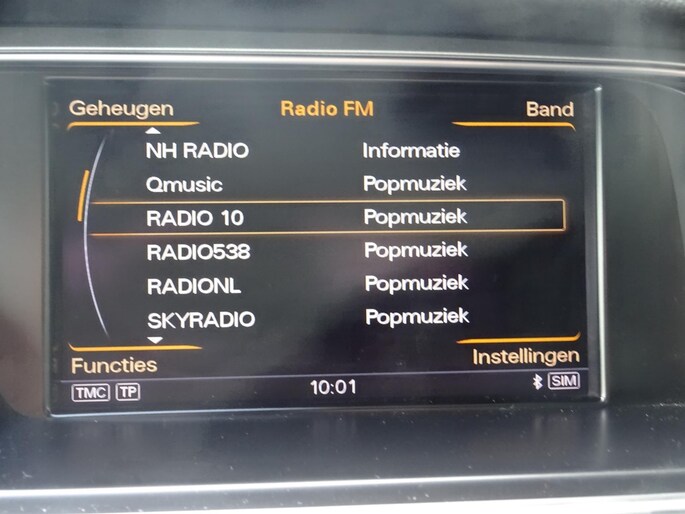 Geheugen Radio FM Band
NH RADIO Informatie
Qmusic Popmuziek
RADIO 10 Popmuziek
RADIO538 Popmuziek
RADIONL Popmuziek
SKYRADIO Popmuziek
Functies Instellingen
TMC TP 10:01 SIM